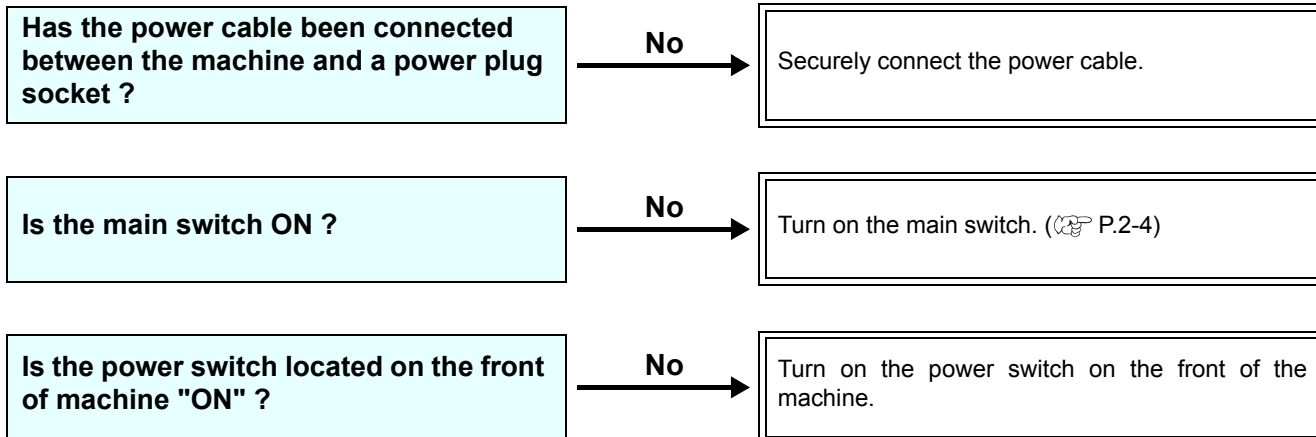 Has the power cable been connected
between the machine and a power plug
socket ?
No
Securely connect the power cable.
Is the main switch ON ?
No
Turn on the main switch. (☞ P.2-4)
Is the power switch located on the front
of machine "ON" ?
No
Turn on the power switch on the front of the
machine.